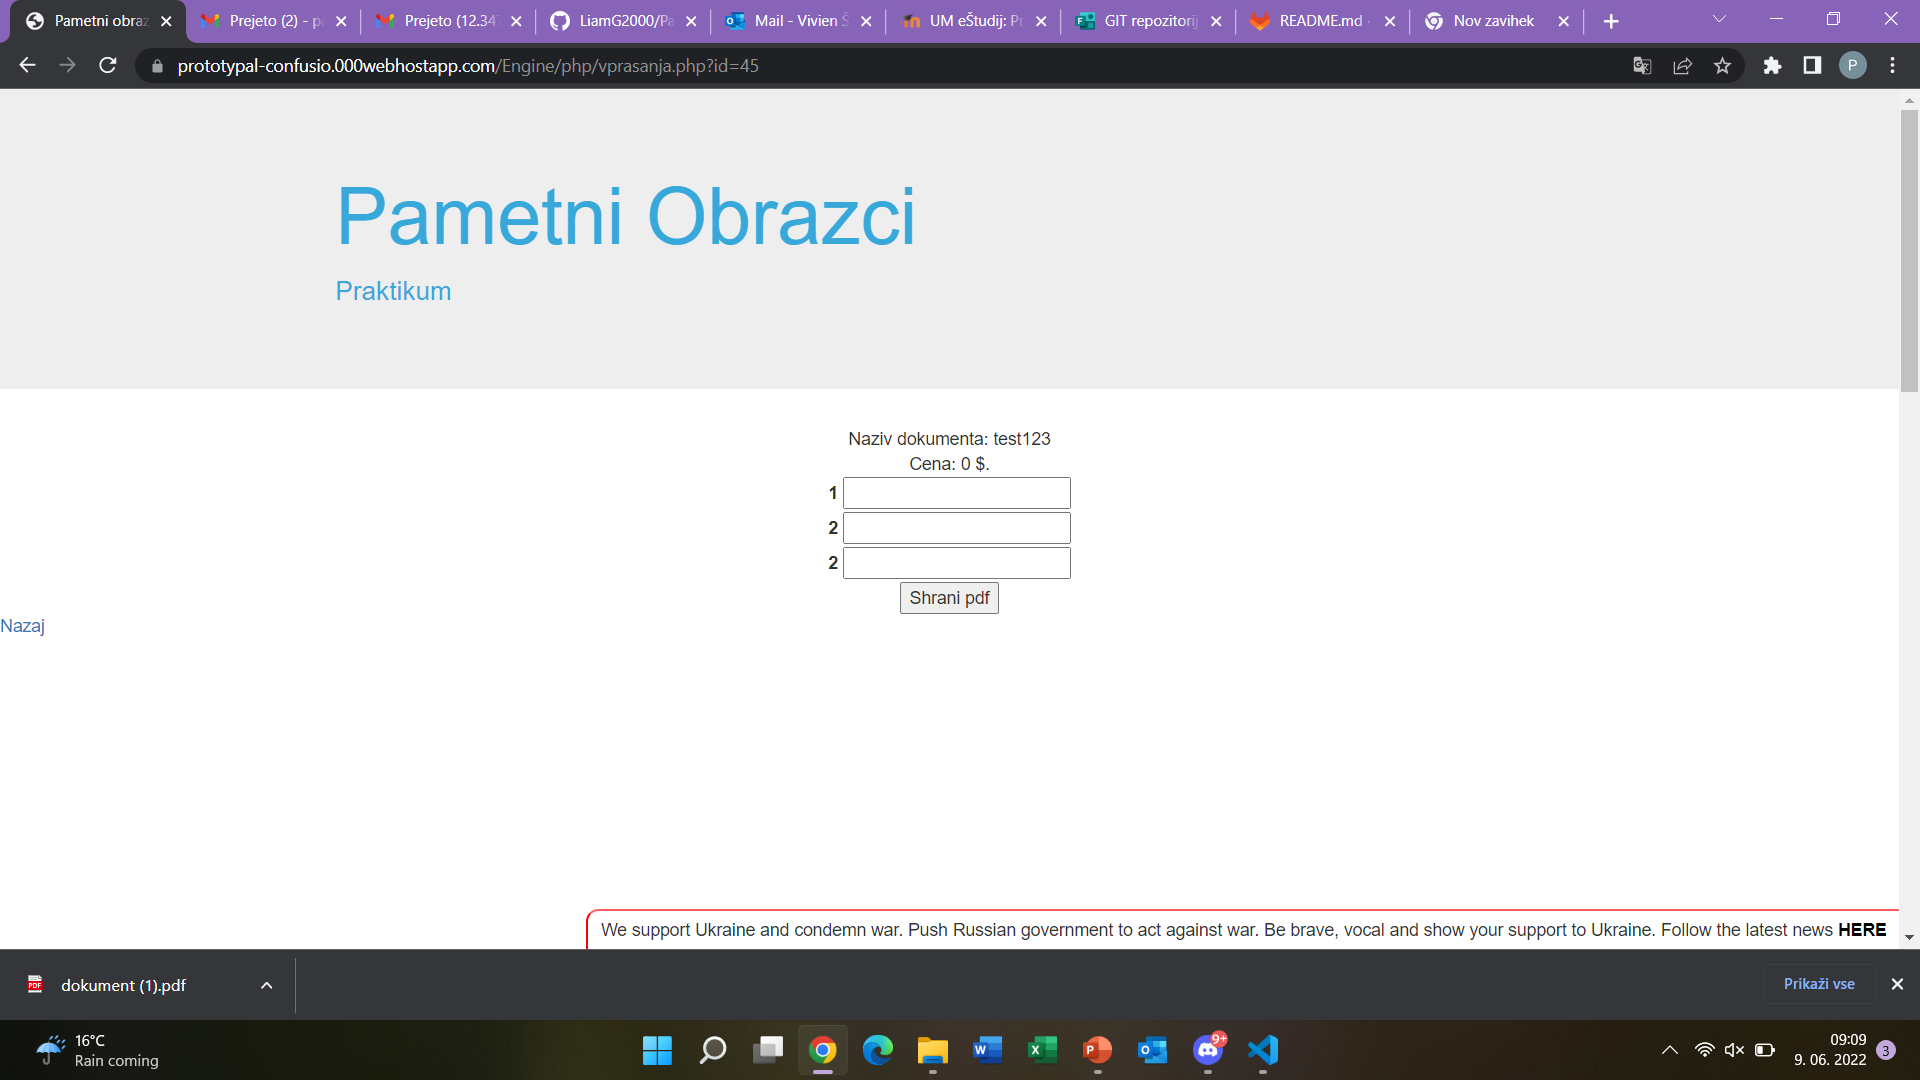 Pametni obraz
Prejeto (2) - p
Prejeto (12.34
LiamG2000/Pa
Mail - Vivien Š
UM eŠtudij: Pr
GIT repozitorij
README.md
Nov zavihek
prototypal-confusio.000webhostapp.com/Engine/php/vprasanja.php?id=45
P
Pametni Obrazci
Praktikum
Naziv dokumenta: test123
Cena: 0 $.
1
2
2
Shrani pdf
Nazaj
We support Ukraine and condemn war. Push Russian government to act against war. Be brave, vocal and show your support to Ukraine. Follow the latest news HERE
PDF
dokument (1).pdf
Prikaži vse
16°C
Rain coming
9+
09:09
9. 06. 2022
3